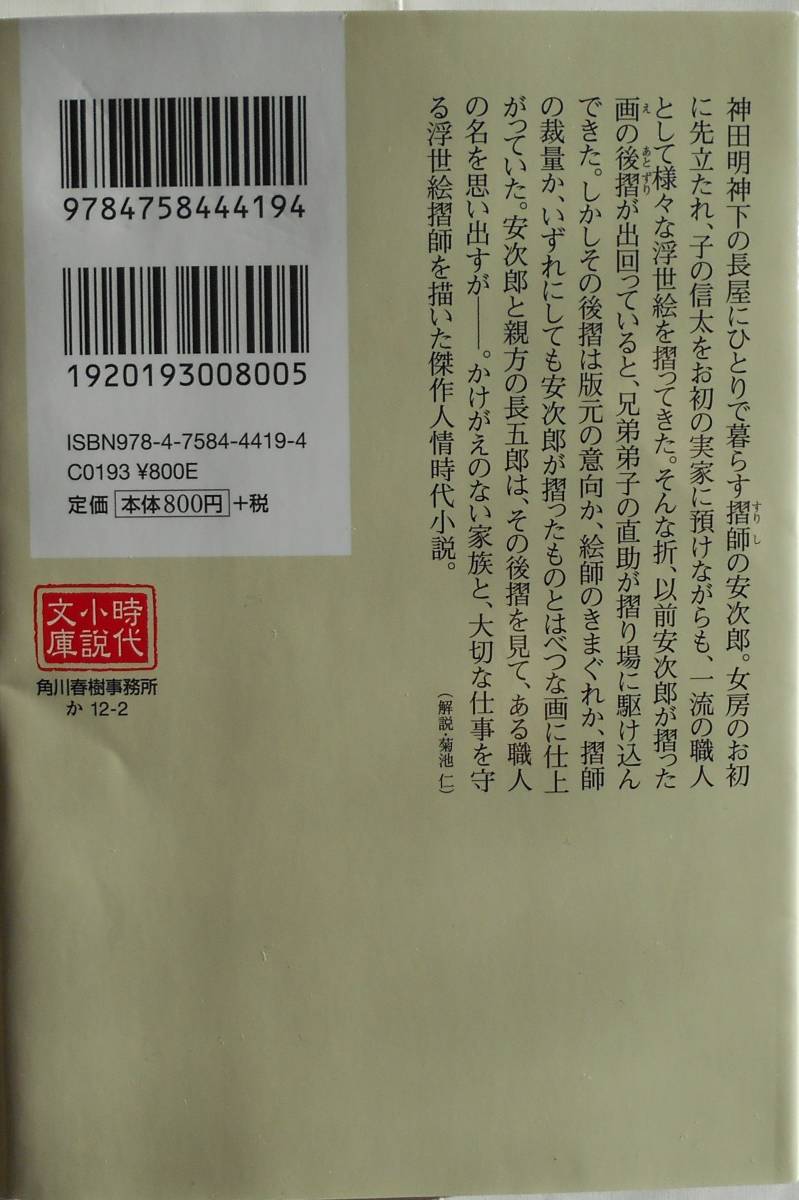 神田明神下の長屋にひとりで暮らす摺師の安次郎。女房のお初
に先立たれ、子の信太をお初の実家に預けながらも、一流の職人
として様々な浮世絵を摺ってきた。そんな折、以前安次郎が摺った
画の後摺が出回っていると、兄弟弟子の直助が摺り場に駆け込ん
できた。しかしその後摺は版元の意向か、絵師のきまぐれか、摺師
の裁量か、いずれにしても安次郎が摺ったものとはべつな画に仕上
がっていた。安次郎と親方の長五郎は、その後摺を見て、ある職人
の名を思い出すが――。かけがえのない家族と、大切な仕事を守
る浮世絵摺師を描いた傑作人情時代小説。
（解説・菊池 仁）
すりし
え
あとずり
9784758444194
1920193008005
ISBN978-4-7584-4419-4
C0193 ¥800E
定価 本体800円+税
時代
小説
文庫
角川春樹事務所
か 12-2